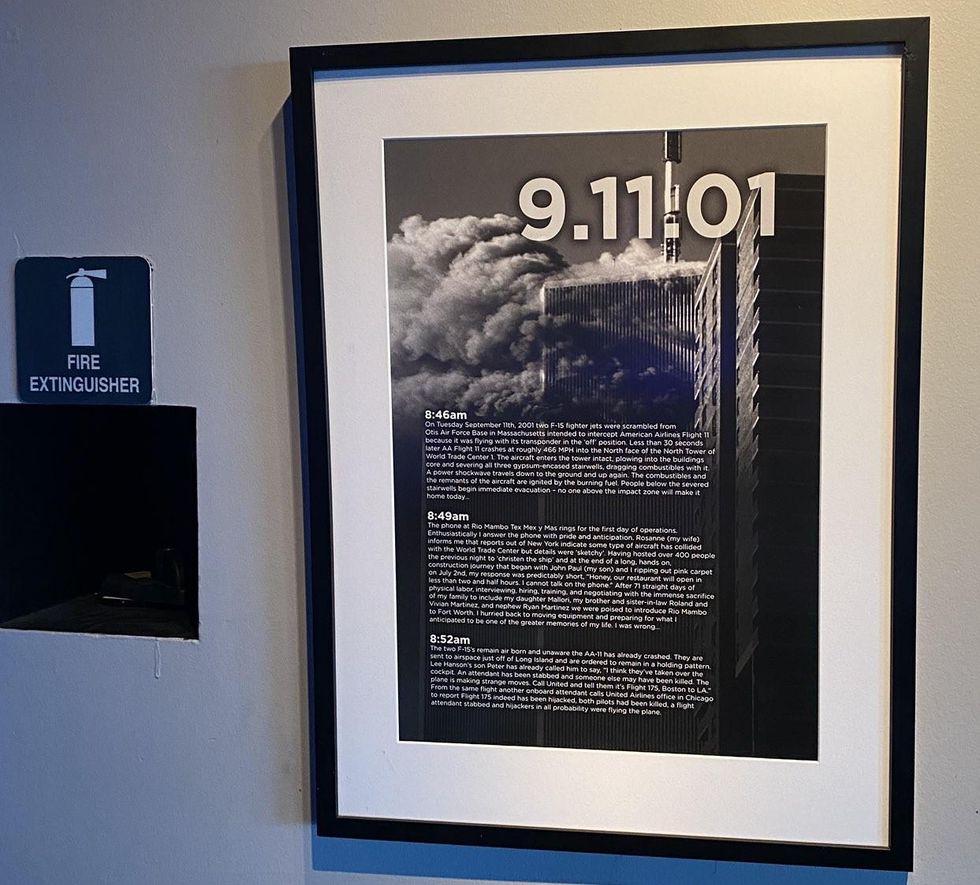 FIRE
EXTINGUISHER
9.11.01
8:46am
On Tuesday September 11th, 2001 two F-15 fighter jets were scrambled from
Otis Air Force Base in Massachusetts intended to intercept American Airlines Flight 11
because it was flying with its transponder in the 'off' position. Less than 30 seconds
later AA Flight 11 crashes at roughly 466 MPH into the North face of the North Tower of
World Trade Center 1. The aircraft enters the tower intact, plowing into the buildings
core and severing all three gypsum-encased stairwells, dragging combustibles with it.
A power shockwave travels down to the ground and up again. The combustibles and
the remnants of the aircraft are ignited by the burning fuel. People below the severed
stairwells begin immediate evacuation – no one above the impact zone will make it
home today...
8:49am
The phone at Rio Mambo Tex Mex y Mas rings for the first day of operations.
Enthusiastically I answer the phone with pride and anticipation. Rosanne (my wife)
informs me that reports out of New York indicate some type of aircraft has collided
with the World Trade Center but details were 'sketchy'. Having hosted over 400 people
the previous night to 'christen the ship' and at the end of a long, hands on,
construction journey that began with John Paul (my son) and I ripping out pink carpet
on July 2nd, my response was predictably short, "Honey, our restaurant will open in
less than two and half hours. I cannot talk on the phone." After 71 straight days of
physical labor, interviewing, hiring, training, and negotiating with the immense sacrifice
of my family to include my daughter Mallori, my brother and sister-in-law Roland and
Vivian Martinez, and nephew Ryan Martinez we were poised to introduce Rio Mambo
to Fort Worth. I hurried back to moving equipment and preparing for what I
anticipated to be one of the greater memories of my life. I was wrong...
8:52am
The two F-15's remain air born and unaware the AA-11 has already crashed. They are
sent to airspace just off of Long Island and are ordered to remain in a holding pattern.
Lee Hanson's son Peter has already called him to say, "I think they've taken over the
cockpit. An attendant has been stabbed and someone else may have been killed. The
plane is making strange moves. Call United and tell them it's Flight 175, Boston to LA."
From the same flight another onboard attendant calls United Airlines office in Chicago
to report Flight 175 indeed has been hijacked, both pilots had been killed, a flight
attendant stabbed and hijackers in all probability were flying the plane.